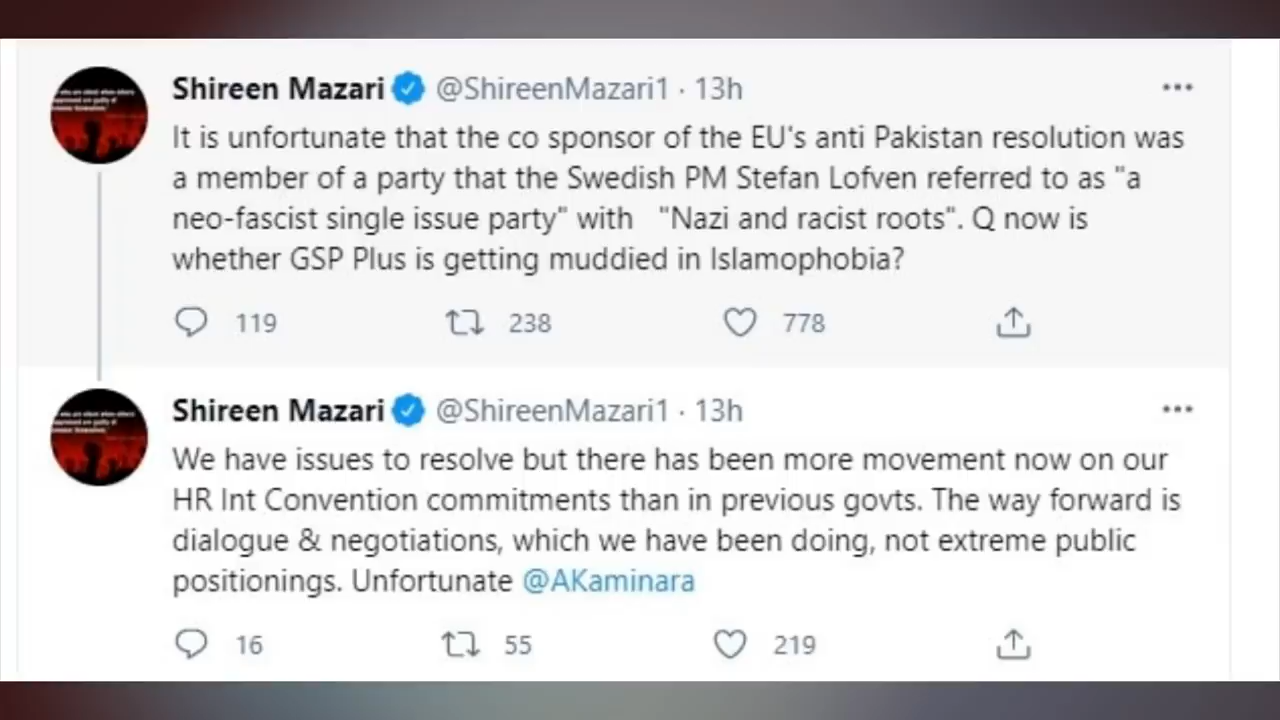 Shireen Mazari @ShireenMazari1 · 13h
It is unfortunate that the co sponsor of the EU's anti Pakistan resolution was
a member of a party that the Swedish PM Stefan Lofven referred to as "a
neo-fascist single issue party" with "Nazi and racist roots". Q now is
whether GSP Plus is getting muddied in Islamophobia?
119 238 778
Shireen Mazari @ShireenMazari1 · 13h
We have issues to resolve but there has been more movement now on our
HR Int Convention commitments than in previous govts. The way forward is
dialogue & negotiations, which we have been doing, not extreme public
positionings. Unfortunate @AKaminara
16 55 219